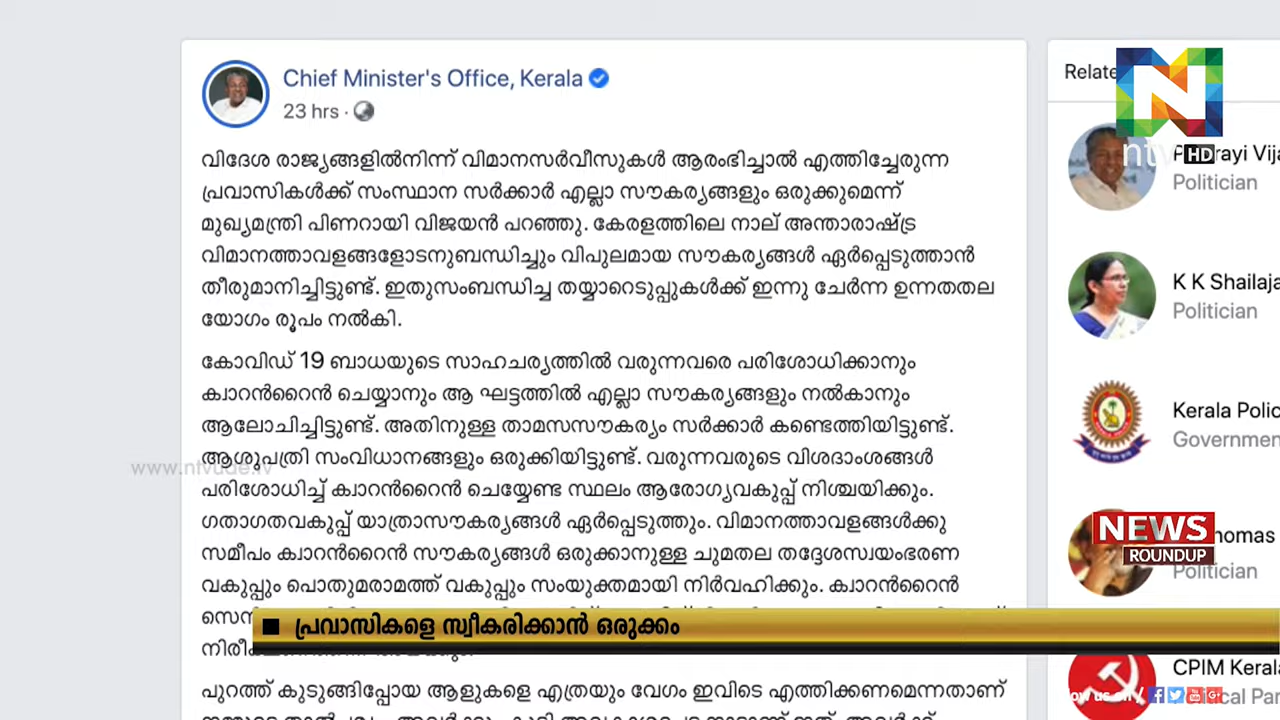 Chief Minister's Office, Kerala
23 hrs ·
വിദേശ രാജ്യങ്ങളിൽനിന്ന് വിമാനസർവീസുകൾ ആരംഭിച്ചാൽ എത്തിച്ചേരുന്ന
പ്രവാസികൾക്ക് സംസ്ഥാന സർക്കാർ എല്ലാ സൗകര്യങ്ങളും ഒരുക്കുമെന്ന്
മുഖ്യമന്ത്രി പിണറായി വിജയൻ പറഞ്ഞു. കേരളത്തിലെ നാല് അന്താരാഷ്ട്ര
വിമാനത്താവളങ്ങളോടനുബന്ധിച്ചും വിപുലമായ സൗകര്യങ്ങൾ ഏർപ്പെടുത്താൻ
തീരുമാനിച്ചിട്ടുണ്ട്. ഇതുസംബന്ധിച്ച തയ്യാറെടുപ്പുകൾക്ക് ഇന്നു ചേർന്ന ഉന്നതതല
യോഗം രൂപം നൽകി.
കോവിഡ് 19 ബാധയുടെ സാഹചര്യത്തിൽ വരുന്നവരെ പരിശോധിക്കാനും
ക്വാറൻറൈൻ ചെയ്യാനും ആ ഘട്ടത്തിൽ എല്ലാ സൗകര്യങ്ങളും നൽകാനും
ആലോചിച്ചിട്ടുണ്ട്. അതിനുള്ള താമസസൗകര്യം സർക്കാർ കണ്ടെത്തിയിട്ടുണ്ട്.
ആശുപത്രി സംവിധാനങ്ങളും ഒരുക്കിയിട്ടുണ്ട്. വരുന്നവരുടെ വിശദാംശങ്ങൾ
പരിശോധിച്ച് ക്വാറൻറൈൻ ചെയ്യേണ്ട സ്ഥലം ആരോഗ്യവകുപ്പ് നിശ്ചയിക്കും.
ഗതാഗതവകുപ്പ് യാത്രാസൗകര്യങ്ങൾ ഏർപ്പെടുത്തും. വിമാനത്താവളങ്ങൾക്കു
സമീപം ക്വാറൻറൈൻ സൗകര്യങ്ങൾ ഒരുക്കാനുള്ള ചുമതല തദ്ദേശസ്വയംഭരണ
വകുപ്പും പൊതുമരാമത്ത് വകുപ്പും സംയുക്തമായി നിർവഹിക്കും. ക്വാറൻറൈൻ
പുറത്ത് കുടുങ്ങിപ്പോയ ആളുകളെ എത്രയും വേഗം ഇവിടെ എത്തിക്കണമെന്നതാണ്
പ്രവാസികളെ സ്വീകരിക്കാൻ ഒരുക്കം
Relate
ntv HD
Politician
K K Shailaja
Politician
Kerala Polic
Governmen
NEWS
ROUNDUP
Politician
CPIM Kerala
www.ntvuae.tv